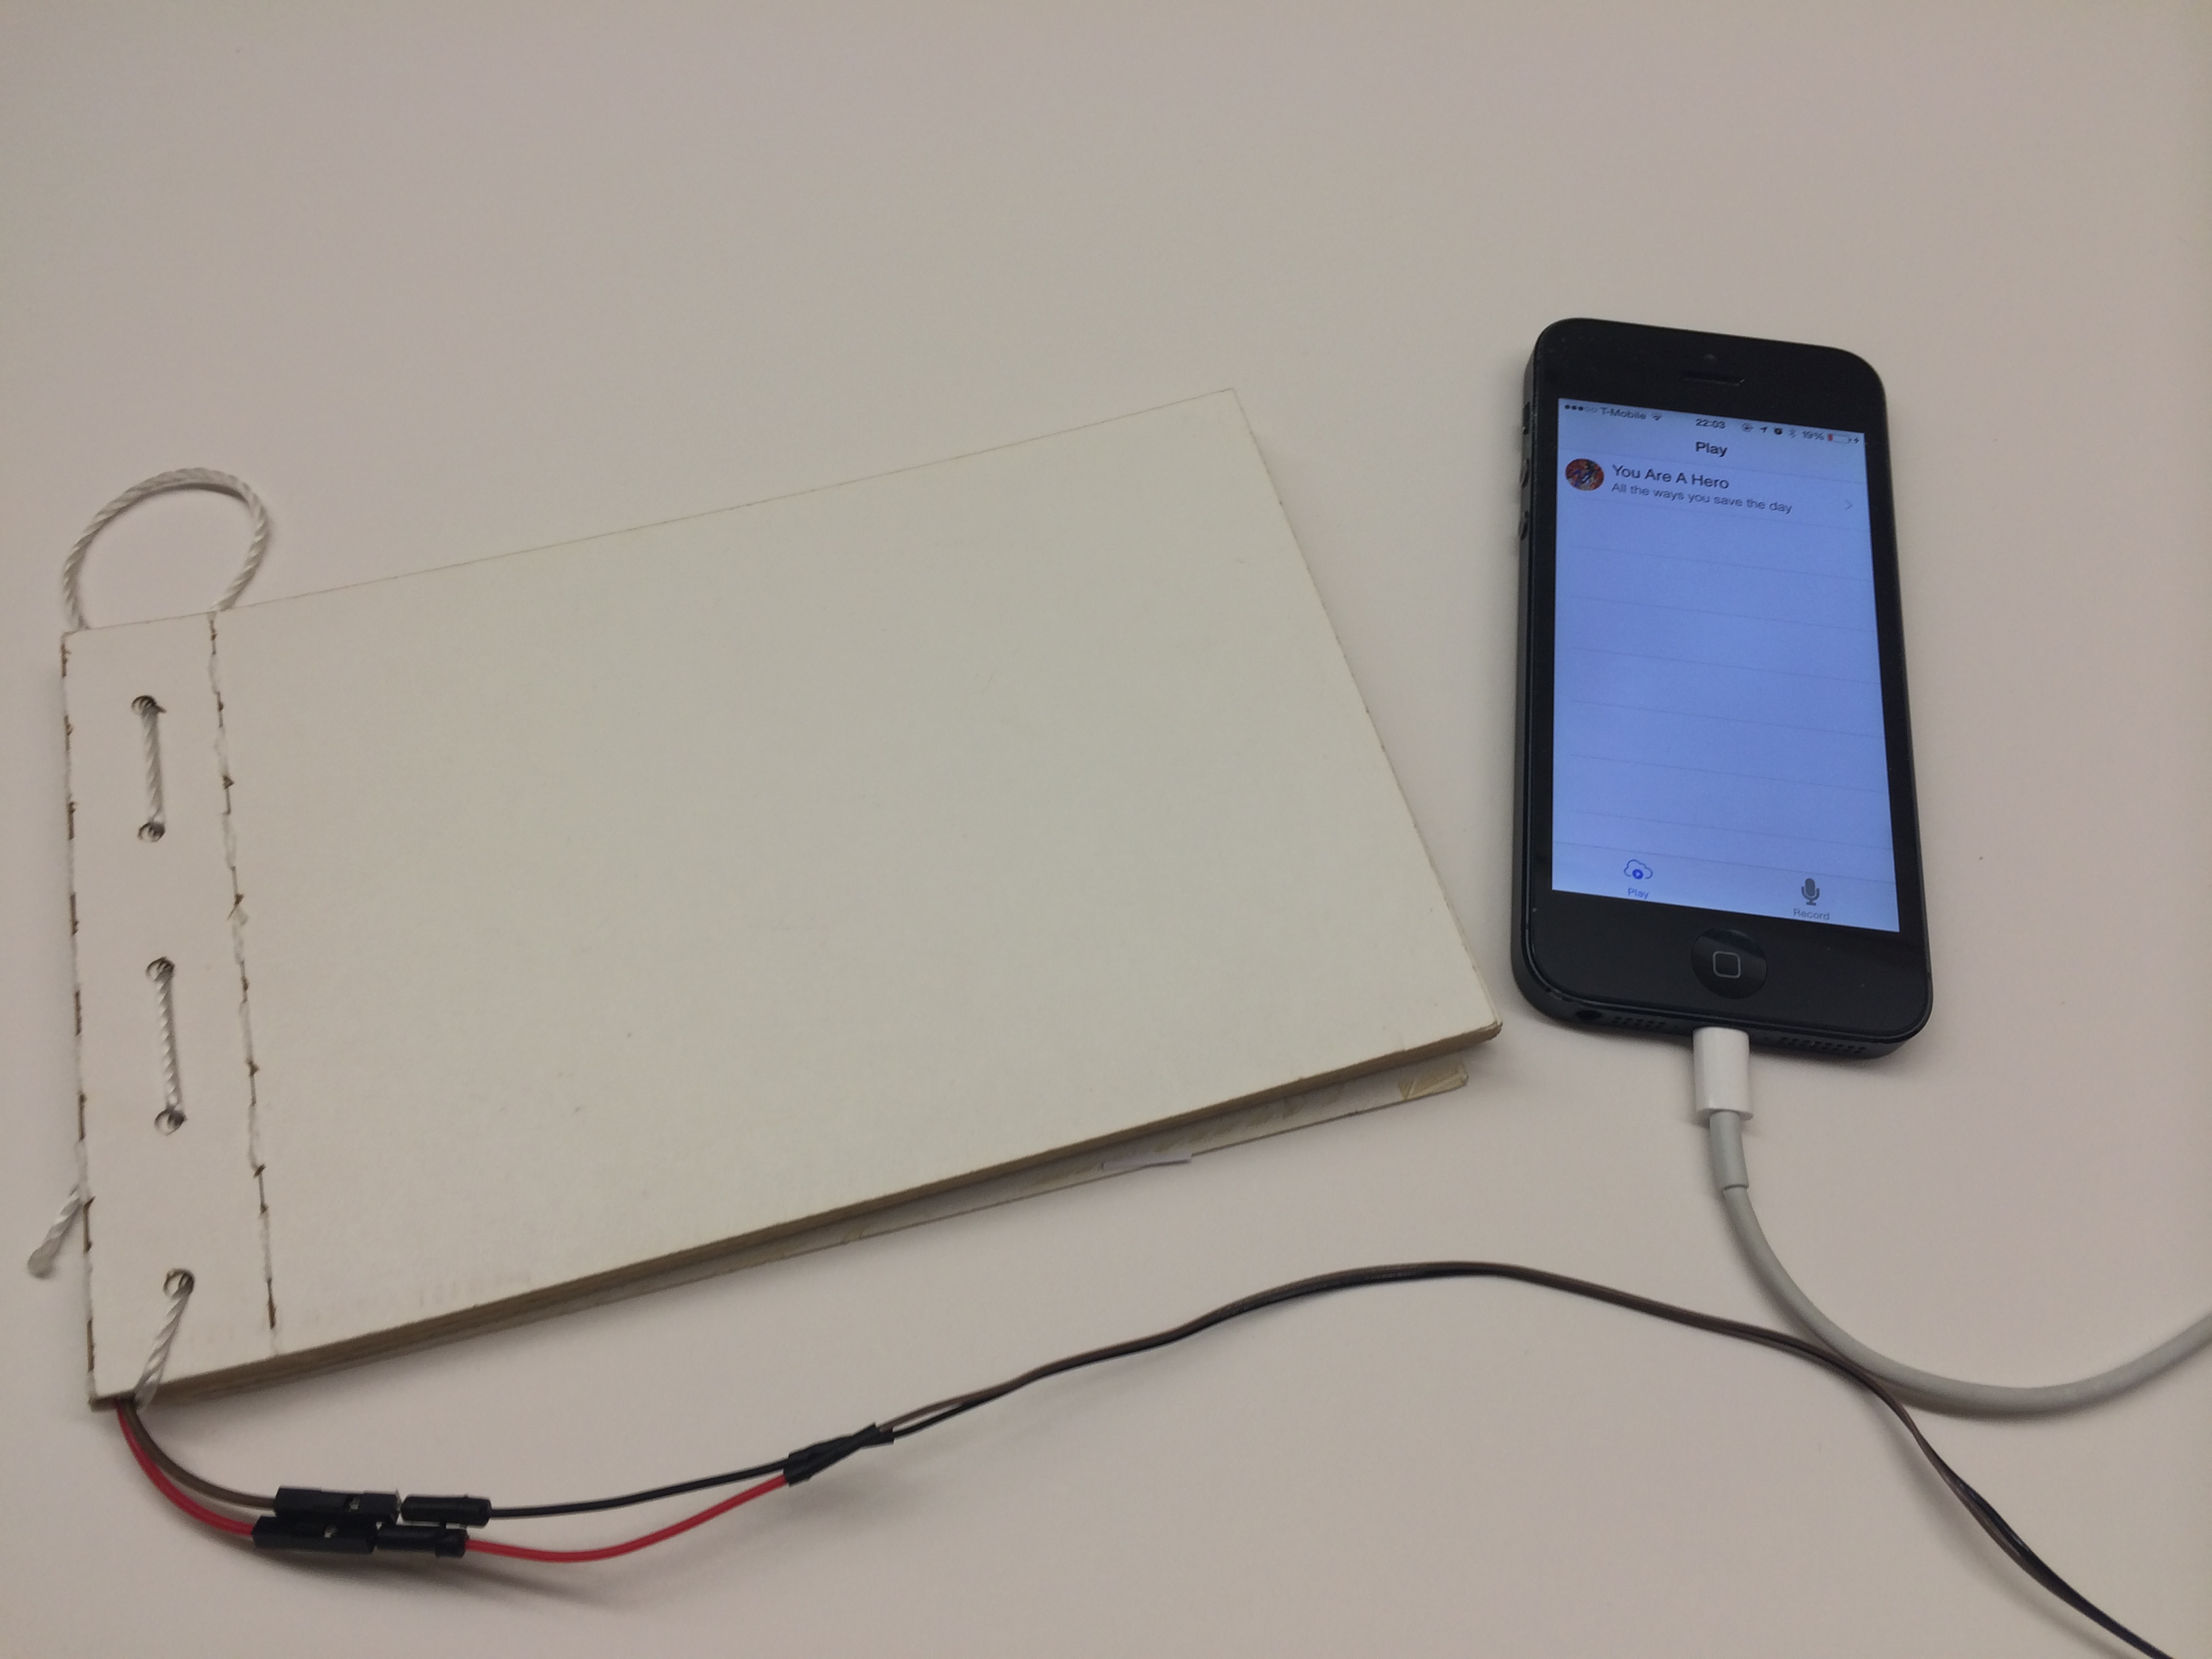 T-Mobile 22:03 19%
Play
You Are A Hero
All the ways you save the day
Play Record